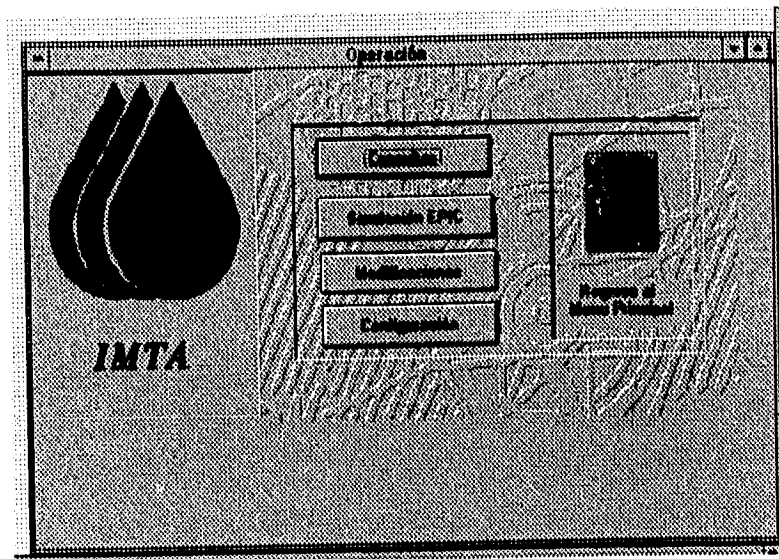 Operación
Consultas
Simulación EPIC
Modificaciones
Configuración
Regreso al
Menú Principal
IMTA